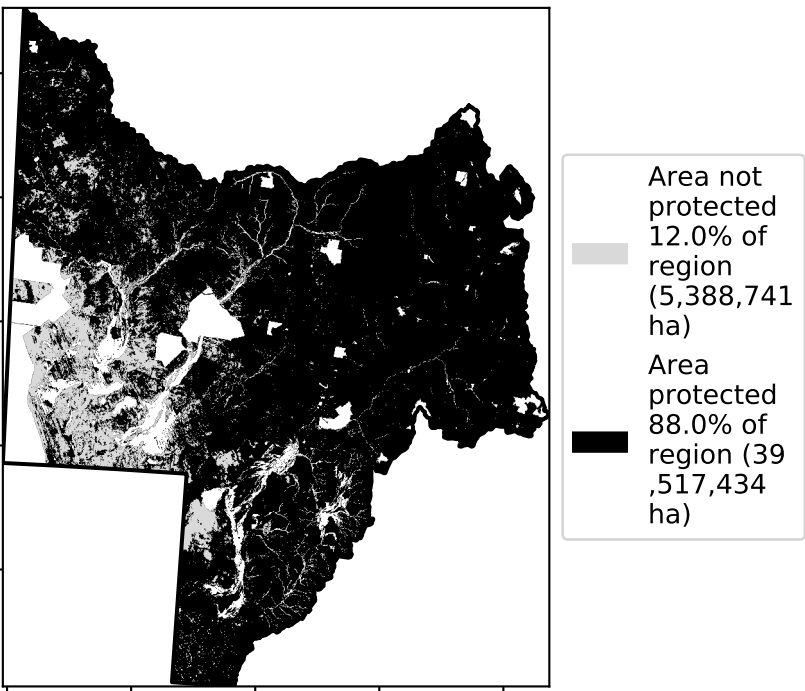 Area not
protected
12.0% of
region
(5,388,741
ha)
Area
protected
88.0% of
region (39
,517,434
ha)